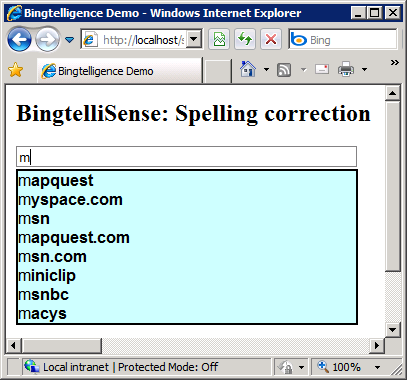 Bingtelligence Demo - Windows Internet Explorer
http://localhost/
Bing
Bingtelligence Demo
BingtelliSense: Spelling correction
m
mapquest
myspace.com
msn
mapquest.com
msn.com
miniclip
msnbc
macys
Local intranet | Protected Mode: Off
100%